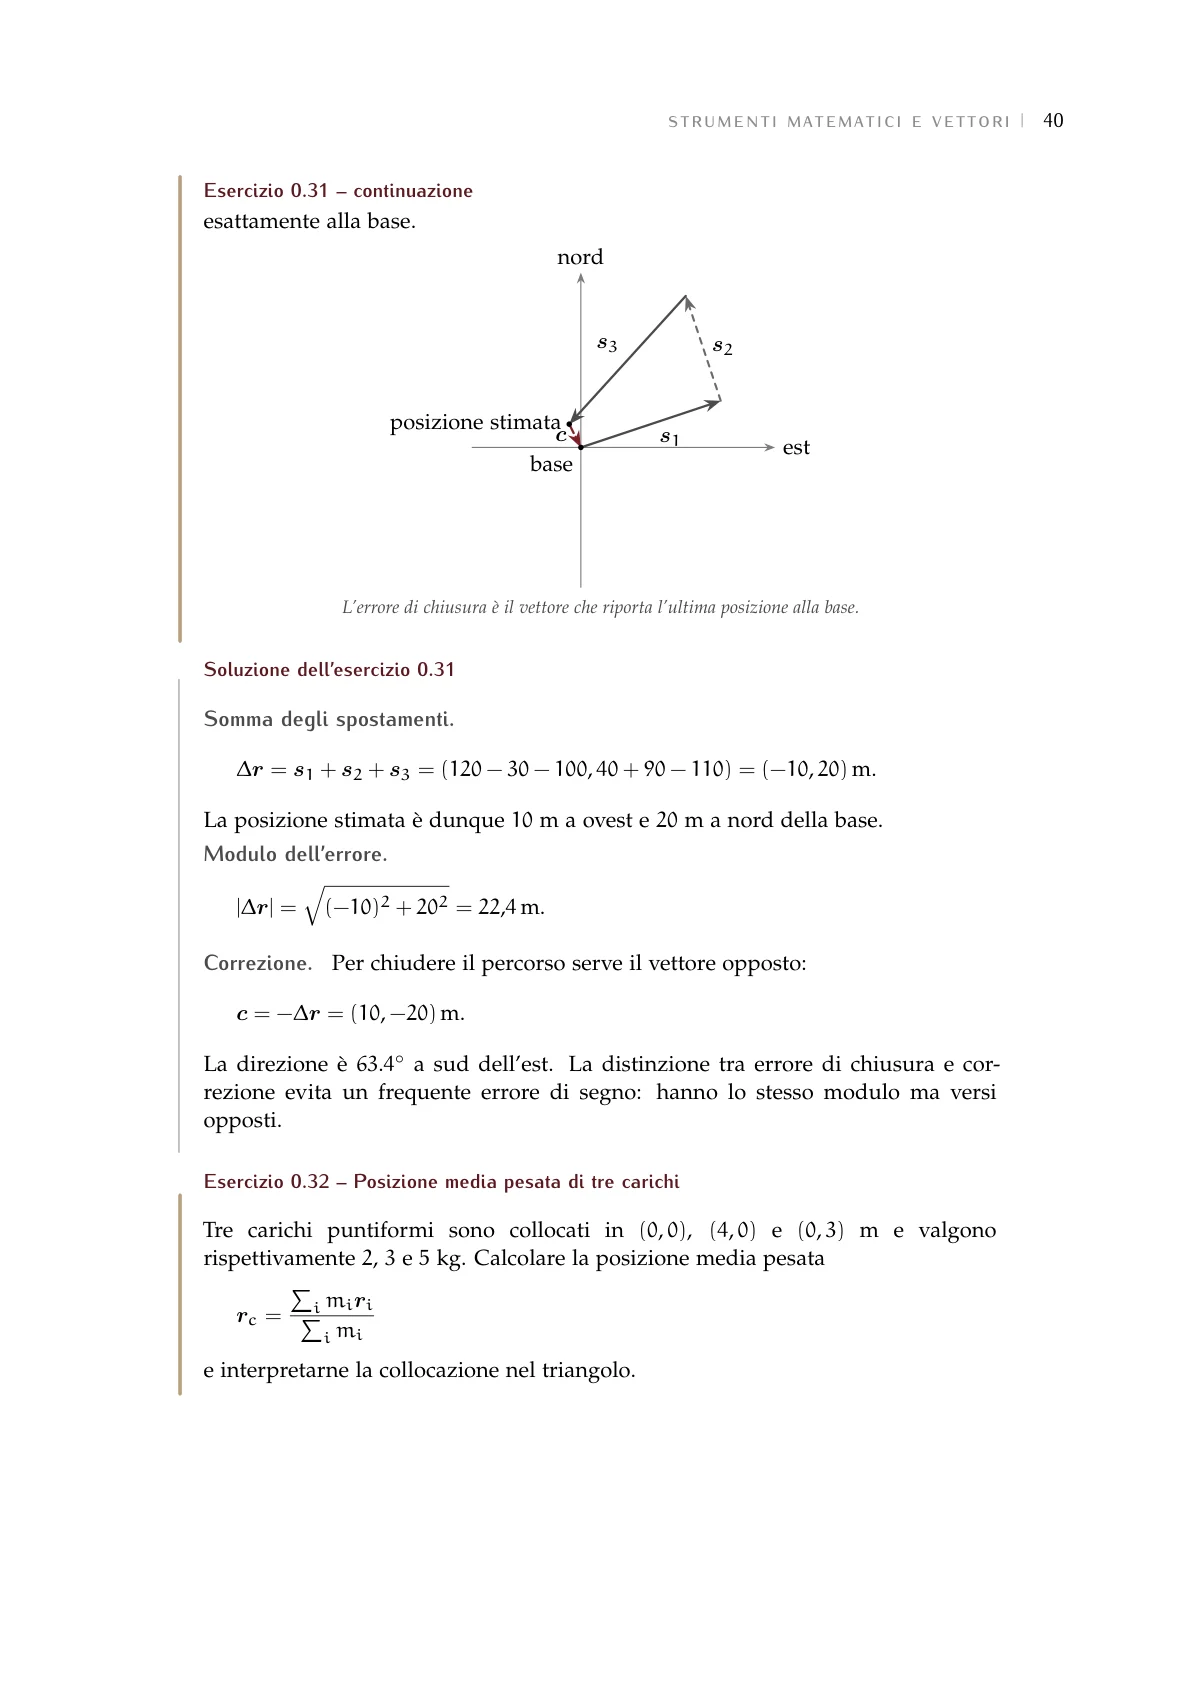 STRUMENTI MATEMATICI E VETTORI | 40
Esercizio 0.31 – continuazione
esattamente alla base.
nord
s3
s2
posizione stimata
c
s1
est
base
L'errore di chiusura è il vettore che riporta l'ultima posizione alla base.
Soluzione dell'esercizio 0.31
Somma degli spostamenti.
Δr = s1 + s2 + s3 = (120 − 30 − 100, 40 + 90 − 110) = (−10, 20) m.
La posizione stimata è dunque 10 m a ovest e 20 m a nord della base.
Modulo dell'errore.
|Δr| = √(−10)² + 20² = 22,4 m.
Correzione. Per chiudere il percorso serve il vettore opposto:
c = −Δr = (10, −20) m.
La direzione è 63.4° a sud dell'est. La distinzione tra errore di chiusura e cor-
rezione evita un frequente errore di segno: hanno lo stesso modulo ma versi
opposti.
Esercizio 0.32 – Posizione media pesata di tre carichi
Tre carichi puntiformi sono collocati in (0, 0), (4, 0) e (0, 3) m e valgono
rispettivamente 2, 3 e 5 kg. Calcolare la posizione media pesata
rc = ∑i mi ri / ∑i mi
e interpretarne la collocazione nel triangolo.